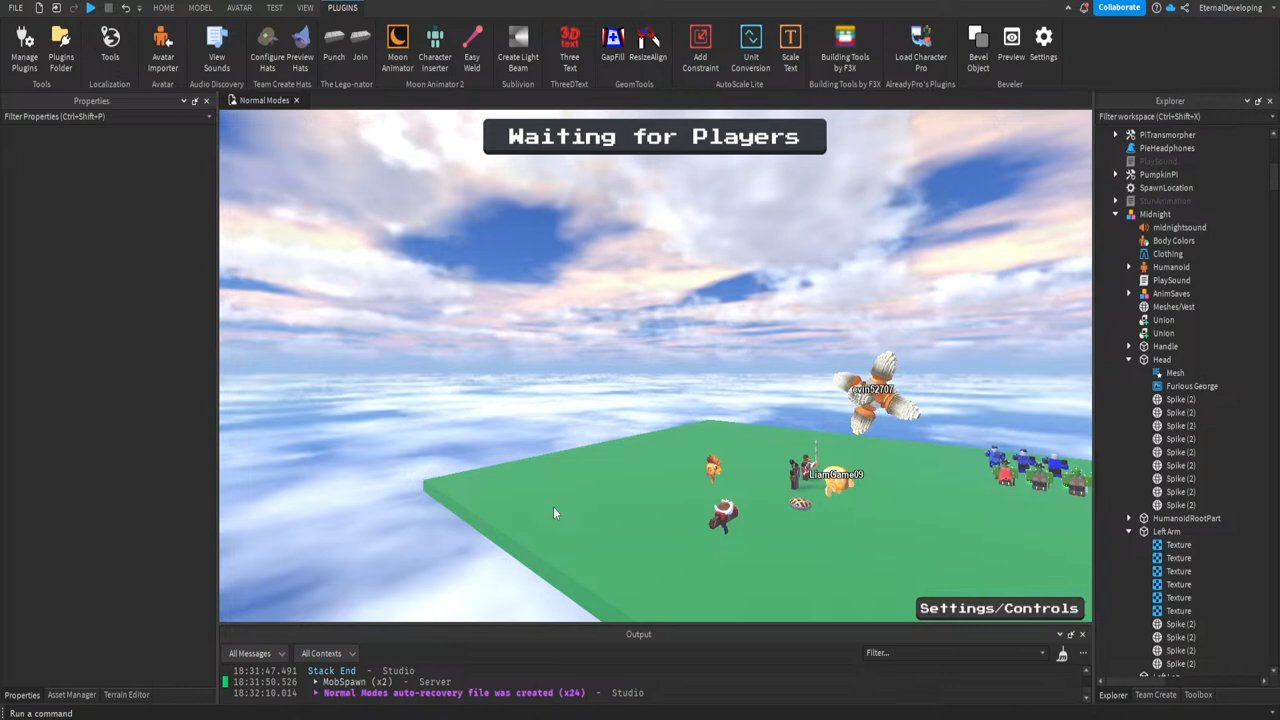 FILE
HOME
MODEL
AVATAR
TEST
VIEW
PLUGINS
Collaborate
EternalDeveloping
Manage Plugins
Plugins Folder
Tools
Avatar Importer
View Sounds
Configure Hats
Preview Hats
Punch
Join
Moon Animator
Character Inserter
Easy Weld
Create Light Beam
Three Text
3D text
GapFill
ResizeAlign
Add Constraint
Unit Conversion
Scale Text
Building Tools by F3X
Load Character Pro
Bevel Object
Preview
Settings
Tools
Localization
Avatar
Audio Discovery
Team Create Hats
The Lego-nator
Moon Animator 2
Sublivion
ThreeDText
GeomTools
AutoScale Lite
Building Tools by F3X
AlreadyPro's Plugins
Beveler
Properties
Filter Properties (Ctrl+Shift+P)
Normal Modes
Waiting for Players
evin52707
LiamGame09
Settings/Controls
Explorer
Filter workspace (Ctrl+Shift+X)
PiTransmorpher
PieHeadphones
PlaySound
PumpkinPi
SpawnLocation
StunAnimation
Midnight
midnightsound
Body Colors
Clothing
Humanoid
PlaySound
AnimSaves
Meshes/Vest
Union
Union
Handle
Head
Mesh
Furious George
Spike (2)
Spike (2)
Spike (2)
Spike (2)
Spike (2)
Spike (2)
Spike (2)
Spike (2)
Spike (2)
HumanoidRootPart
Left Arm
Texture
Texture
Texture
Texture
Texture
Texture
Spike (2)
Spike (2)
Spike (2)
Spike (2)
Output
All Messages
All Contexts
Filter...
18:31:47.491 Stack End - Studio
18:31:50.526 MobSpawn (x2) - Server
18:32:10.014 Normal Modes auto-recovery file was created (x24) - Studio
Properties
Asset Manager
Terrain Editor
Explorer
Team Create
Toolbox
Run a command